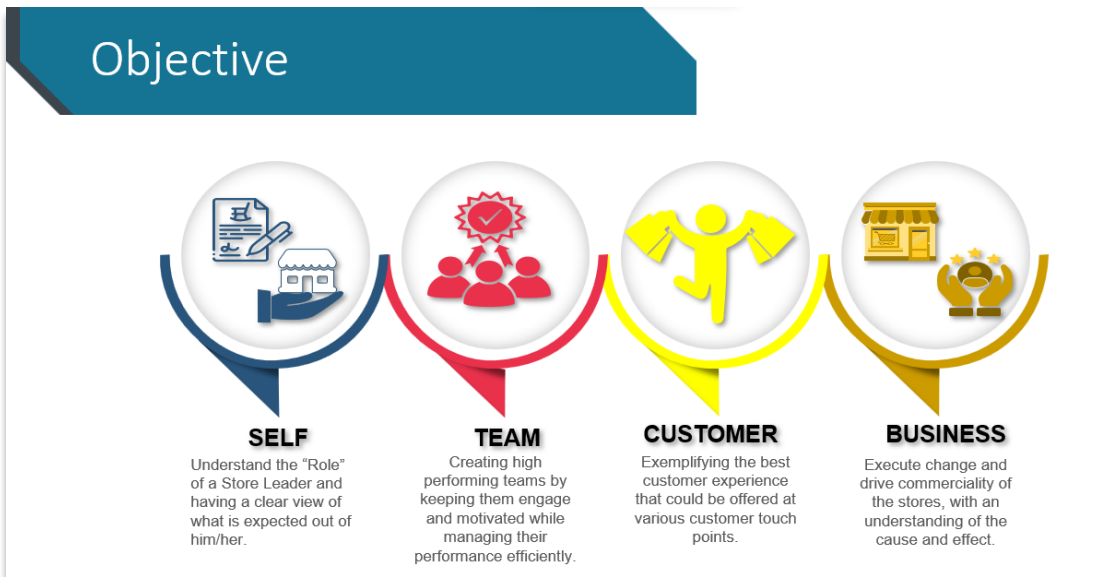 Objective
SELF
Understand the “Role”
of a Store Leader and
having a clear view of
what is expected out of
him/her.
TEAM
Creating high
performing teams by
keeping them engage
and motivated while
managing their
performance efficiently.
CUSTOMER
Exemplifying the best
customer experience
that could be offered at
various customer touch
points.
BUSINESS
Execute change and
drive commerciality of
the stores, with an
understanding of the
cause and effect.